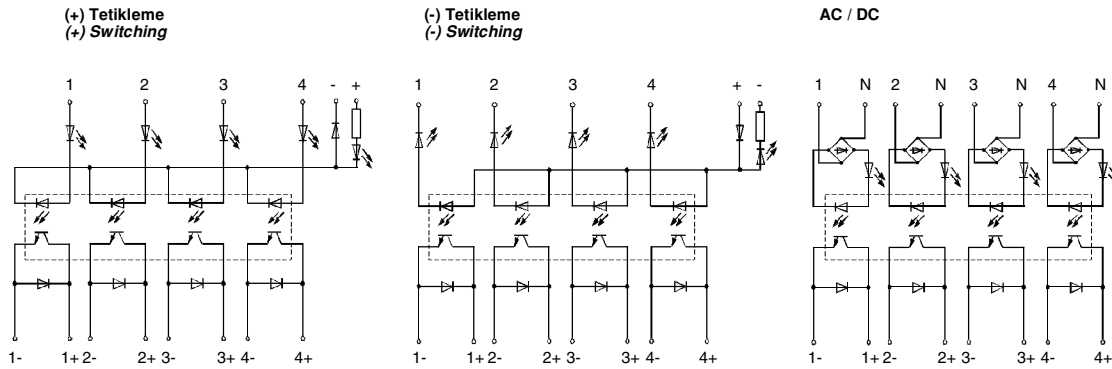 (+) Tetikleme
(+) Switching
(-) Tetikleme
(-) Switching
AC / DC
1 2 3 4 - +
1 2 3 4 + -
1 N 2 N 3 N 4 N
1- 1+ 2- 2+ 3- 3+ 4- 4+
1- 1+ 2- 2+ 3- 3+ 4- 4+
1- 1+ 2- 2+ 3- 3+ 4- 4+